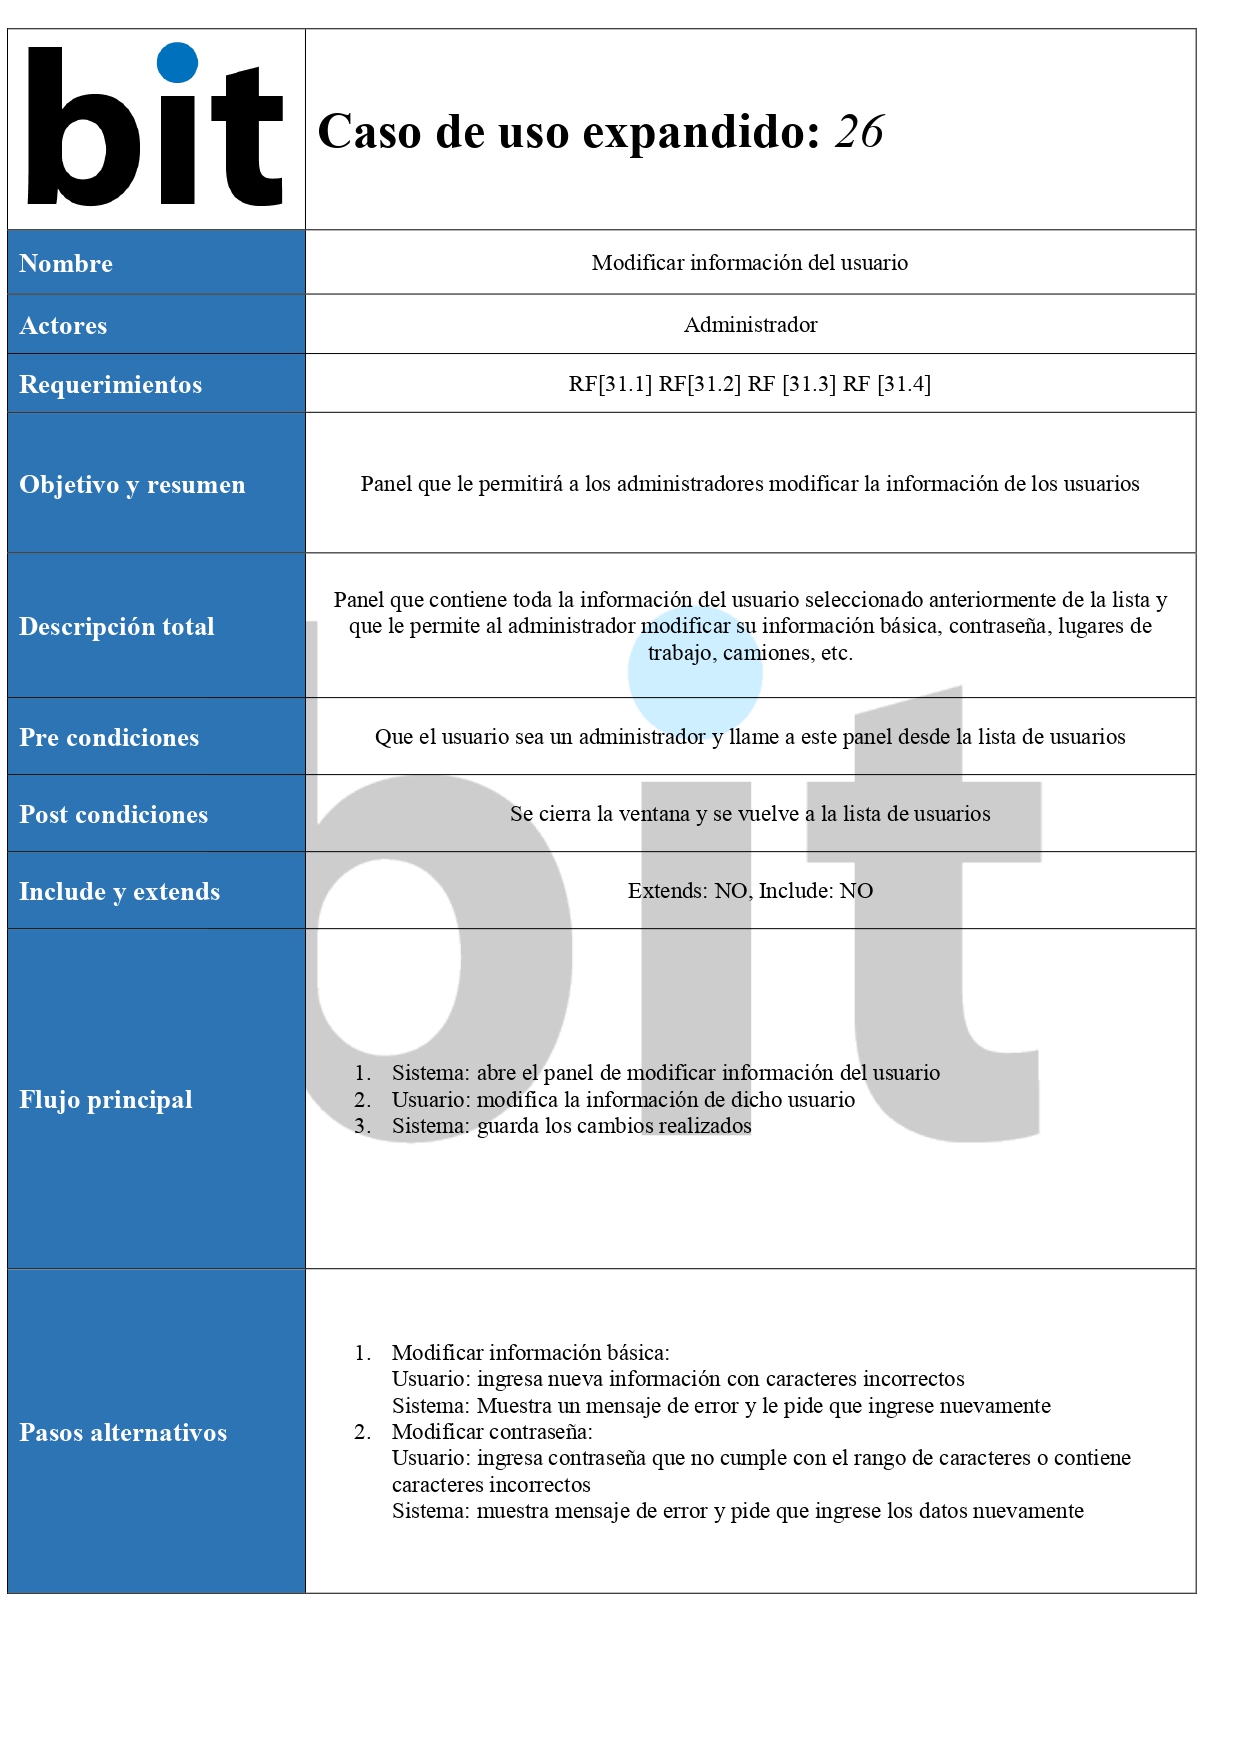 bit
Caso de uso expandido: 26
Nombre
Modificar información del usuario
Actores
Administrador
Requerimientos
RF[31.1] RF[31.2] RF [31.3] RF [31.4]
Objetivo y resumen
Panel que le permitirá a los administradores modificar la información de los usuarios
Descripción total
Panel que contiene toda la información del usuario seleccionado anteriormente de la lista y
que le permite al administrador modificar su información básica, contraseña, lugares de
trabajo, camiones, etc.
Pre condiciones
Que el usuario sea un administrador y llame a este panel desde la lista de usuarios
Post condiciones
Se cierra la ventana y se vuelve a la lista de usuarios
Include y extends
Extends: NO, Include: NO
Flujo principal
1. Sistema: abre el panel de modificar información del usuario
2. Usuario: modifica la información de dicho usuario
3. Sistema: guarda los cambios realizados
Pasos alternativos
1. Modificar información básica:
Usuario: ingresa nueva información con caracteres incorrectos
Sistema: Muestra un mensaje de error y le pide que ingrese nuevamente
2. Modificar contraseña:
Usuario: ingresa contraseña que no cumple con el rango de caracteres o contiene
caracteres incorrectos
Sistema: muestra mensaje de error y pide que ingrese los datos nuevamente
bit